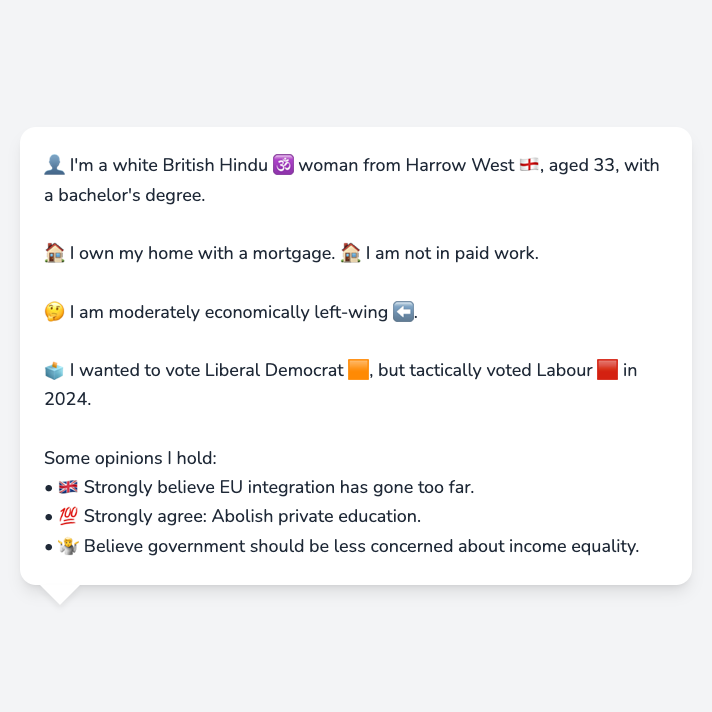 👤 I'm a white British Hindu 🕉️ woman from Harrow West 🏴󠁧󠁢󠁥󠁮󠁧󠁿, aged 33, with
a bachelor's degree.
🏠 I own my home with a mortgage. 🏠 I am not in paid work.
🤔 I am moderately economically left-wing ⬅️.
🗳️ I wanted to vote Liberal Democrat 🟧, but tactically voted Labour 🟥 in
2024.
Some opinions I hold:
• 🇬🇧 Strongly believe EU integration has gone too far.
• 💯 Strongly agree: Abolish private education.
• 🤷 Believe government should be less concerned about income equality.